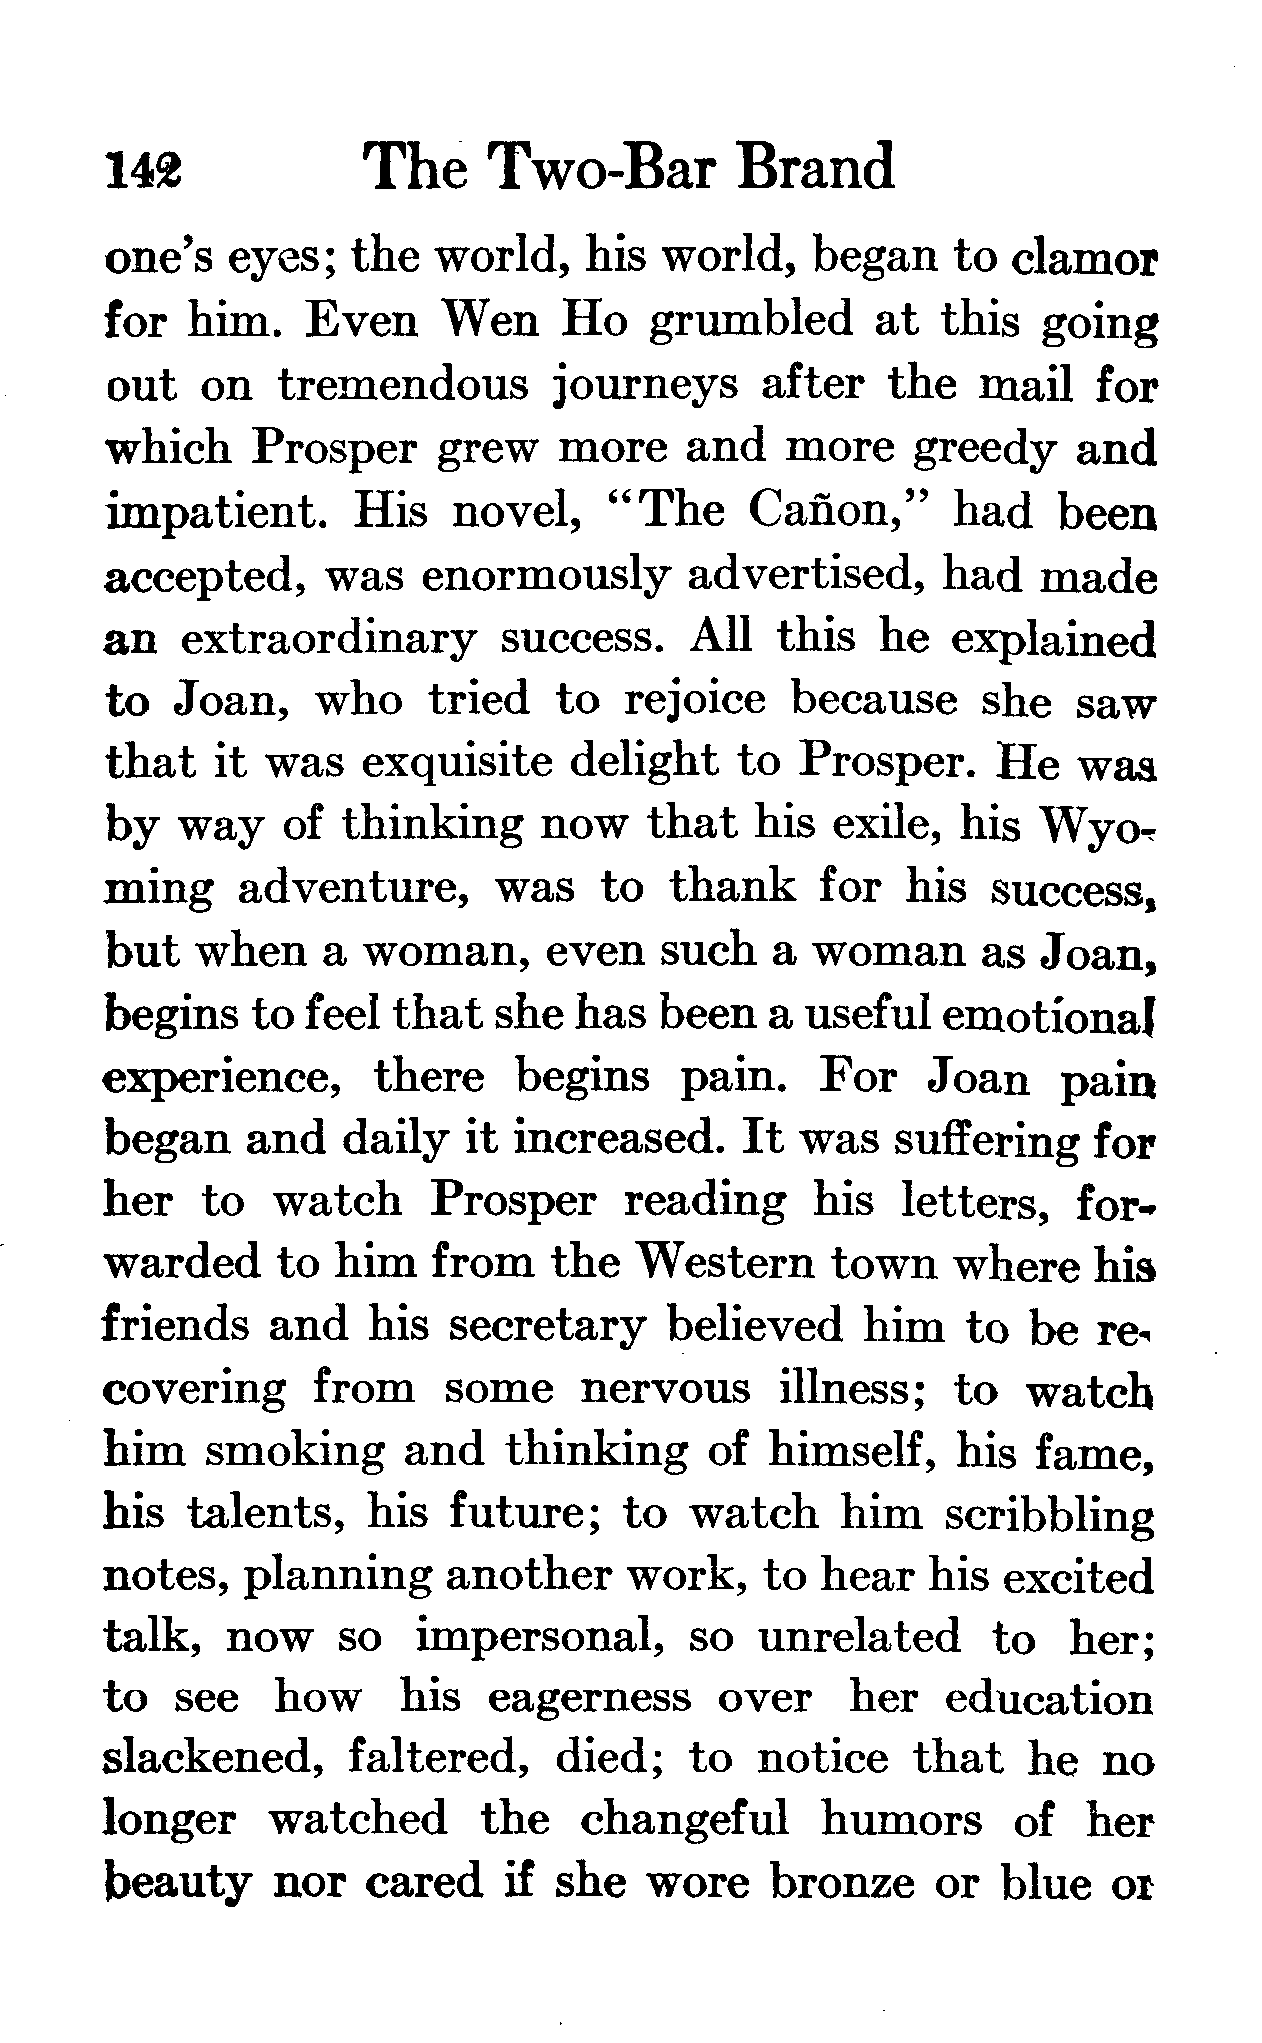 142 The Two-Bar Brand
one's eyes; the world, his world, began to clamor
for him. Even Wen Ho grumbled at this going
out on tremendous journeys after the mail for
which Prosper grew more and more greedy and
impatient. His novel, "The Cañon," had been
accepted, was enormously advertised, had made
an extraordinary success. All this he explained
to Joan, who tried to rejoice because she saw
that it was exquisite delight to Prosper. He was
by way of thinking now that his exile, his Wyo-
ming adventure, was to thank for his success,
but when a woman, even such a woman as Joan,
begins to feel that she has been a useful emotional
experience, there begins pain. For Joan pain
began and daily it increased. It was suffering for
her to watch Prosper reading his letters, for-
warded to him from the Western town where his
friends and his secretary believed him to be re-
covering from some nervous illness; to watch
him smoking and thinking of himself, his fame,
his talents, his future; to watch him scribbling
notes, planning another work, to hear his excited
talk, now so impersonal, so unrelated to her;
to see how his eagerness over her education
slackened, faltered, died; to notice that he no
longer watched the changeful humors of her
beauty nor cared if she wore bronze or blue or